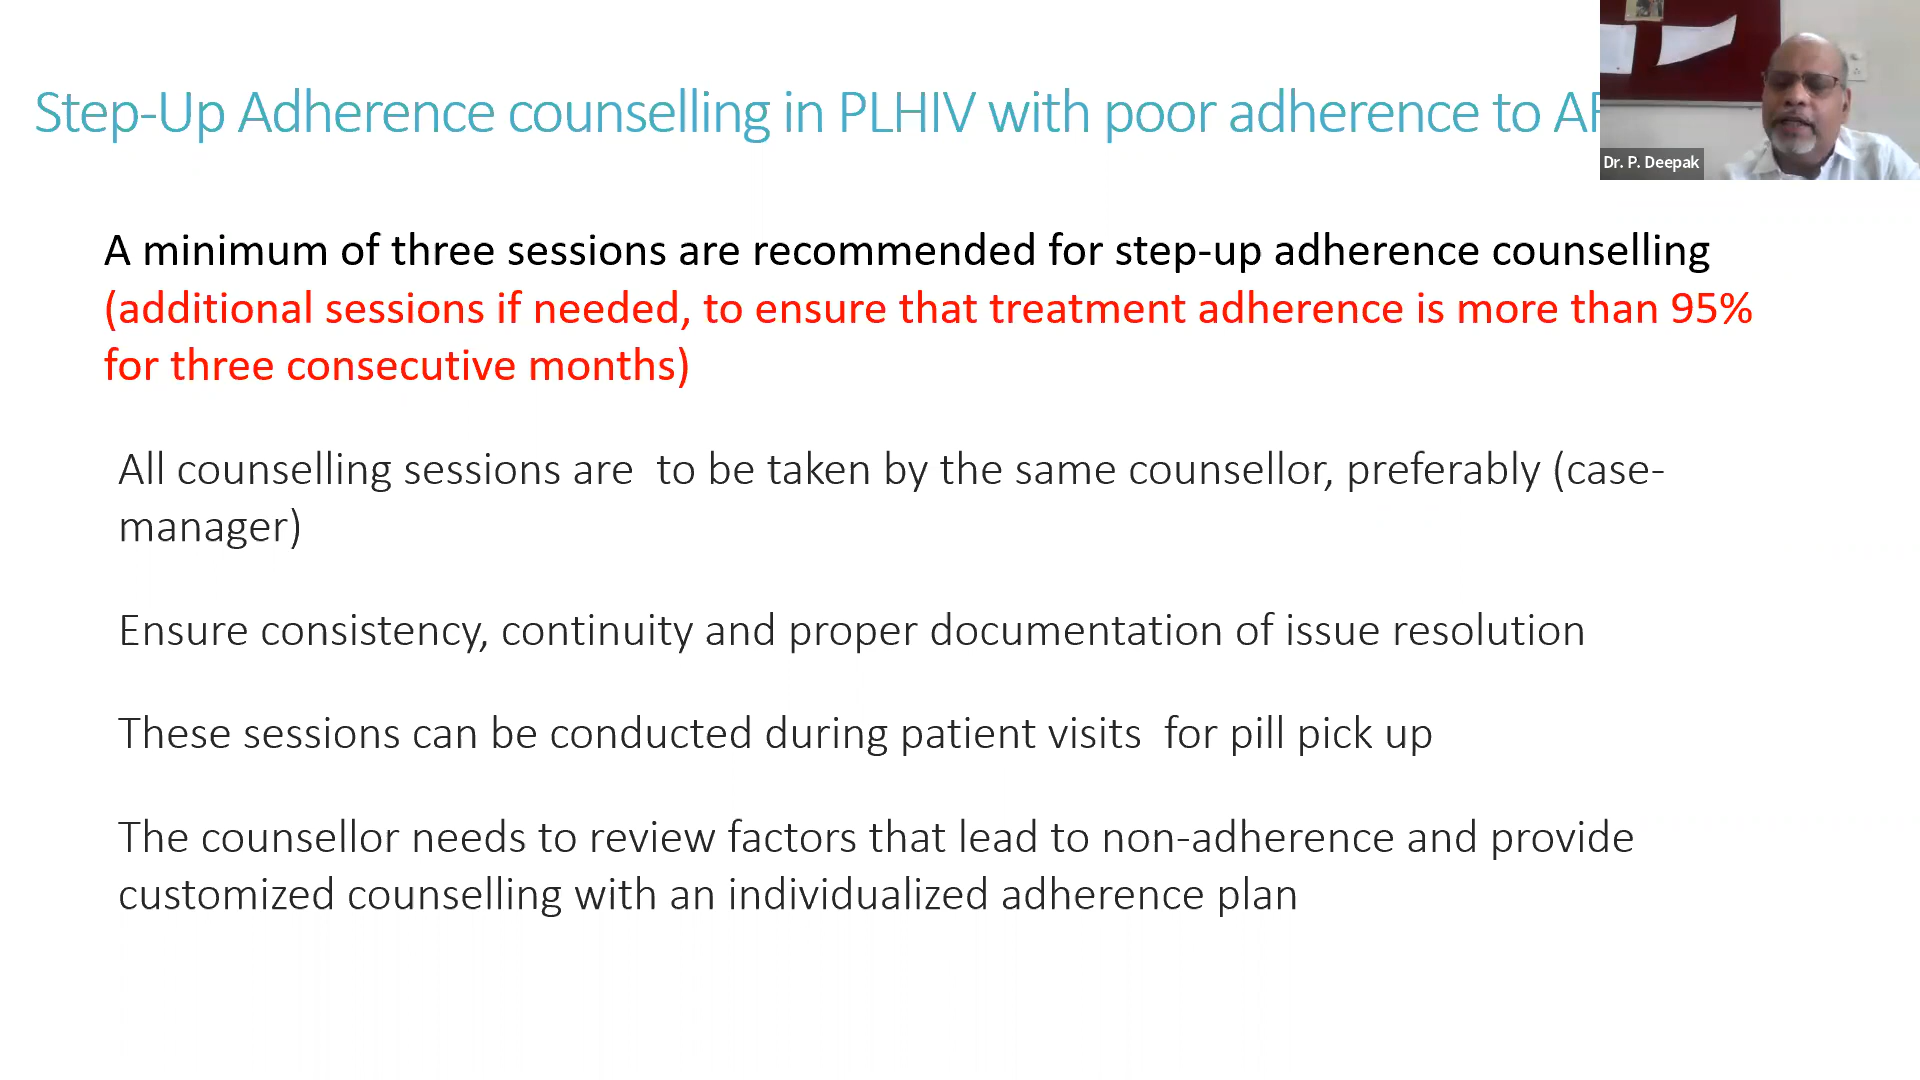 Step-Up Adherence counselling in PLHIV with poor adherence to
Dr. P. Deepak
A minimum of three sessions are recommended for step-up adherence counselling
(additional sessions if needed, to ensure that treatment adherence is more than 95%
for three consecutive months)
All counselling sessions are  to be taken by the same counsellor, preferably (case-
manager)
Ensure consistency, continuity and proper documentation of issue resolution
These sessions can be conducted during patient visits  for pill pick up
The counsellor needs to review factors that lead to non-adherence and provide
customized counselling with an individualized adherence plan